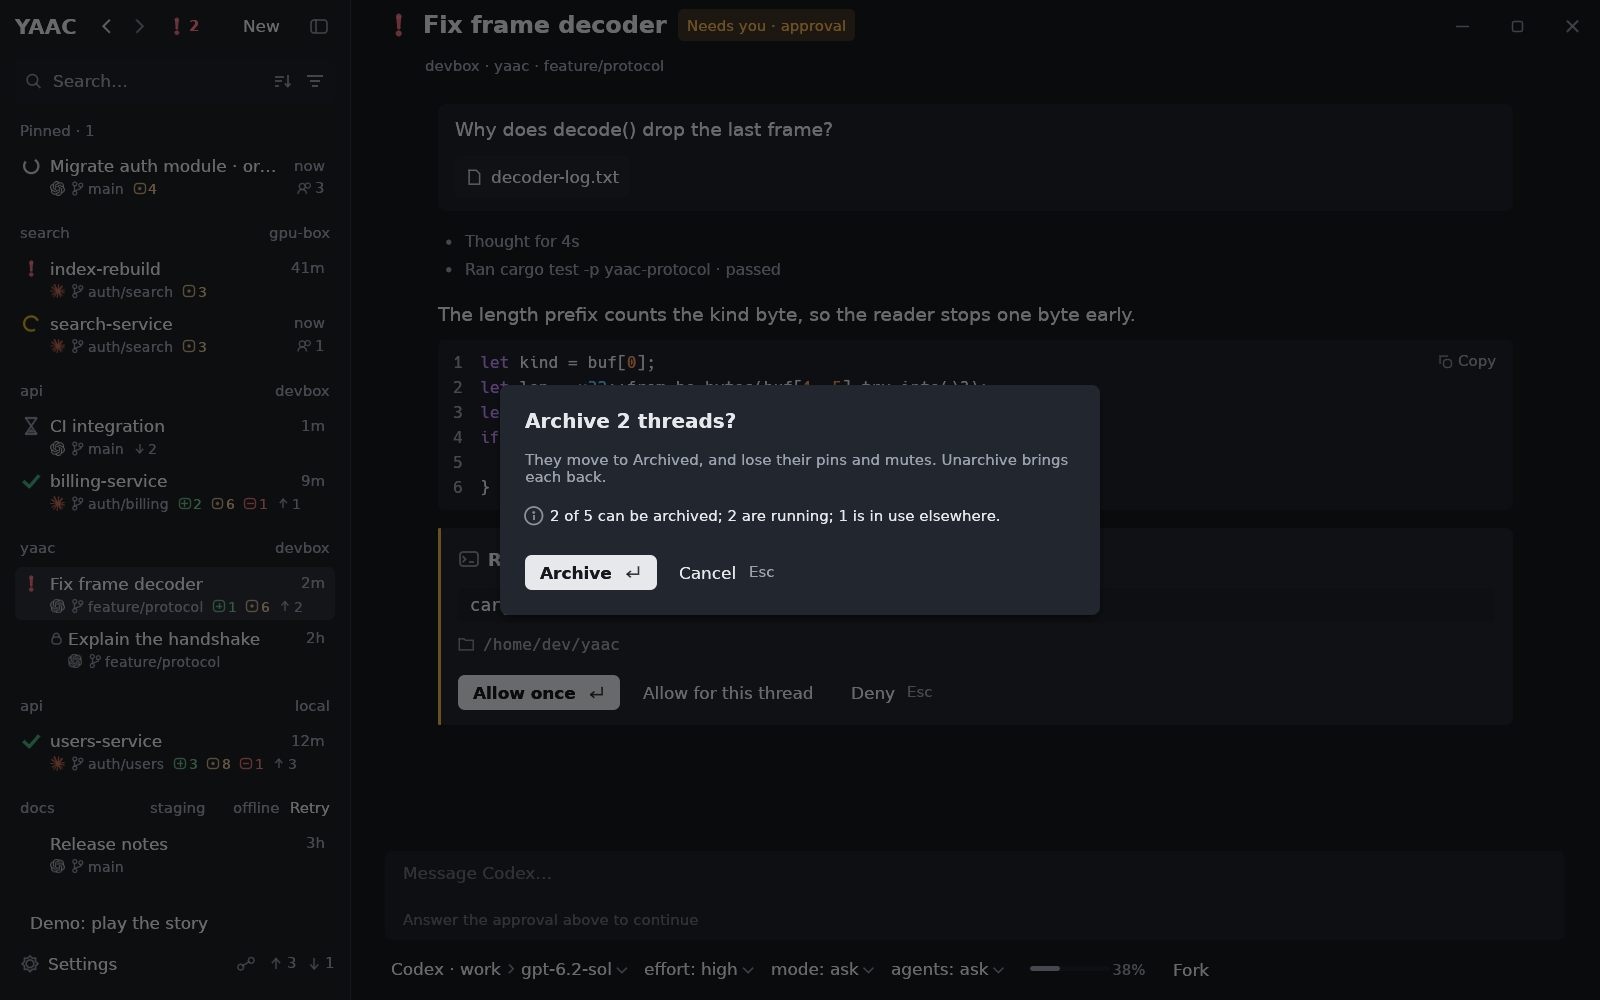 YAAC
2
New
Search...
Pinned · 1
Migrate auth module · or... now
main 4 3
search gpu-box
index-rebuild 41m
auth/search 3
search-service now
auth/search 3 1
api devbox
CI integration 1m
main ↓2
billing-service 9m
auth/billing 2 6 1 ↑1
yaac devbox
Fix frame decoder 2m
feature/protocol 1 6 ↑2
Explain the handshake 2h
feature/protocol
api local
users-service 12m
auth/users 3 8 1 ↑3
docs staging offline Retry
Release notes 3h
main
Demo: play the story
Settings ↑3 ↓1
Fix frame decoder Needs you · approval
devbox · yaac · feature/protocol
Why does decode() drop the last frame?
decoder-log.txt
• Thought for 4s
• Ran cargo test -p yaac-protocol · passed
The length prefix counts the kind byte, so the reader stops one byte early.
Copy
1 let kind = buf[0];
2 let
3 le
4 if
5
6 }
Archive 2 threads?
They move to Archived, and lose their pins and mutes. Unarchive brings
each back.
2 of 5 can be archived; 2 are running; 1 is in use elsewhere.
Archive ↵ Cancel Esc
R
car
/home/dev/yaac
Allow once ↵ Allow for this thread Deny Esc
Message Codex...
Answer the approval above to continue
Codex · work › gpt-6.2-sol effort: high mode: ask agents: ask 38% Fork